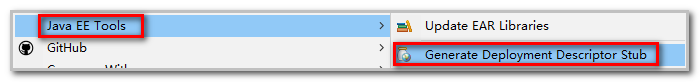 Java EE Tools
GitHub
Update EAR Libraries
Generate Deployment Descriptor Stub